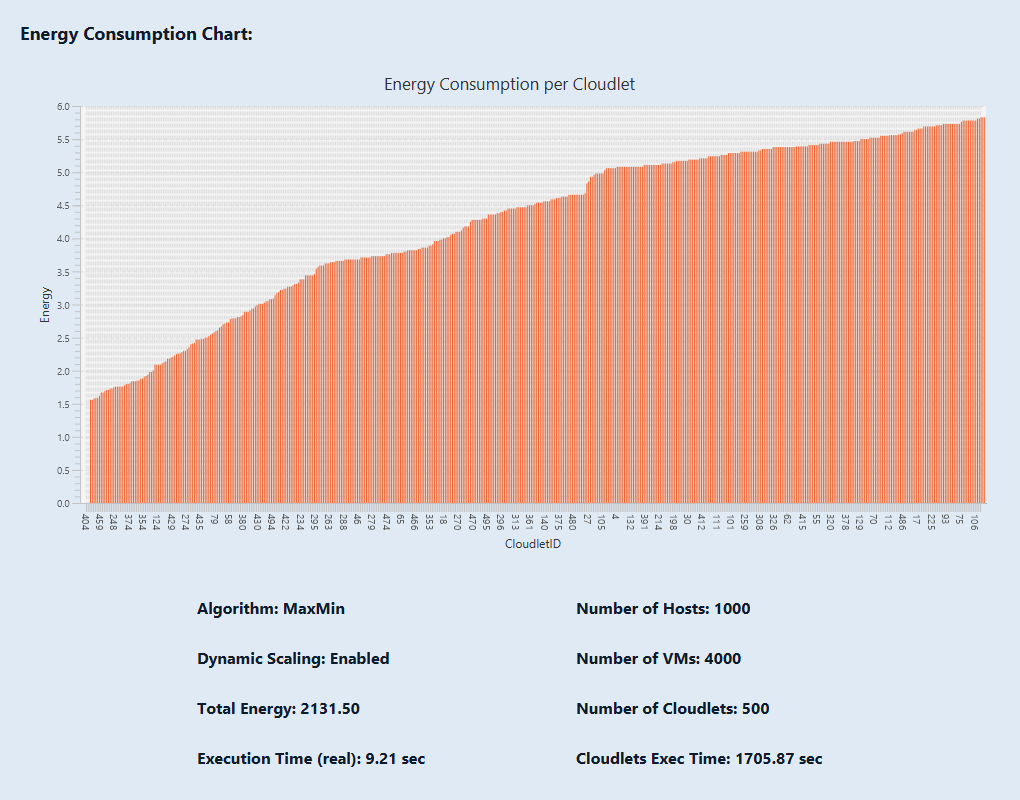 Energy Consumption Chart:
Energy Consumption per Cloudlet
6.0
5.5
5.0
4.5
4.0
3.5
3.0
2.5
2.0
1.5
1.0
0.5
0.0
Energy
404 459 248 374 354 124 429 274 435 79 58 380 430 494 422 234 295 263 288 46 279 474 65 466 353 18 270 470 495 296 313 361 140 375 480 27 105 4 132 391 214 198 30 412 111 101 259 308 326 62 415 55 320 378 129 70 112 486 17 225 93 75 106
CloudletID
Algorithm: MaxMin
Number of Hosts: 1000
Dynamic Scaling: Enabled
Number of VMs: 4000
Total Energy: 2131.50
Number of Cloudlets: 500
Execution Time (real): 9.21 sec
Cloudlets Exec Time: 1705.87 sec